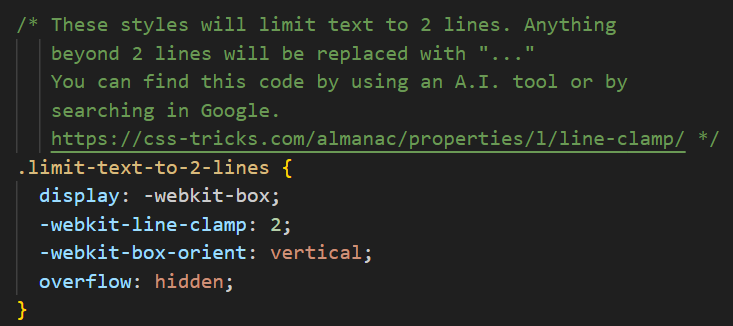 /* These styles will limit text to 2 lines. Anything
beyond 2 lines will be replaced with "..."
You can find this code by using an A.I. tool or by
searching in Google.
https://css-tricks.com/almanac/properties/l/line-clamp/ */
.limit-text-to-2-lines {
display: -webkit-box;
-webkit-line-clamp: 2;
-webkit-box-orient: vertical;
overflow: hidden;
}